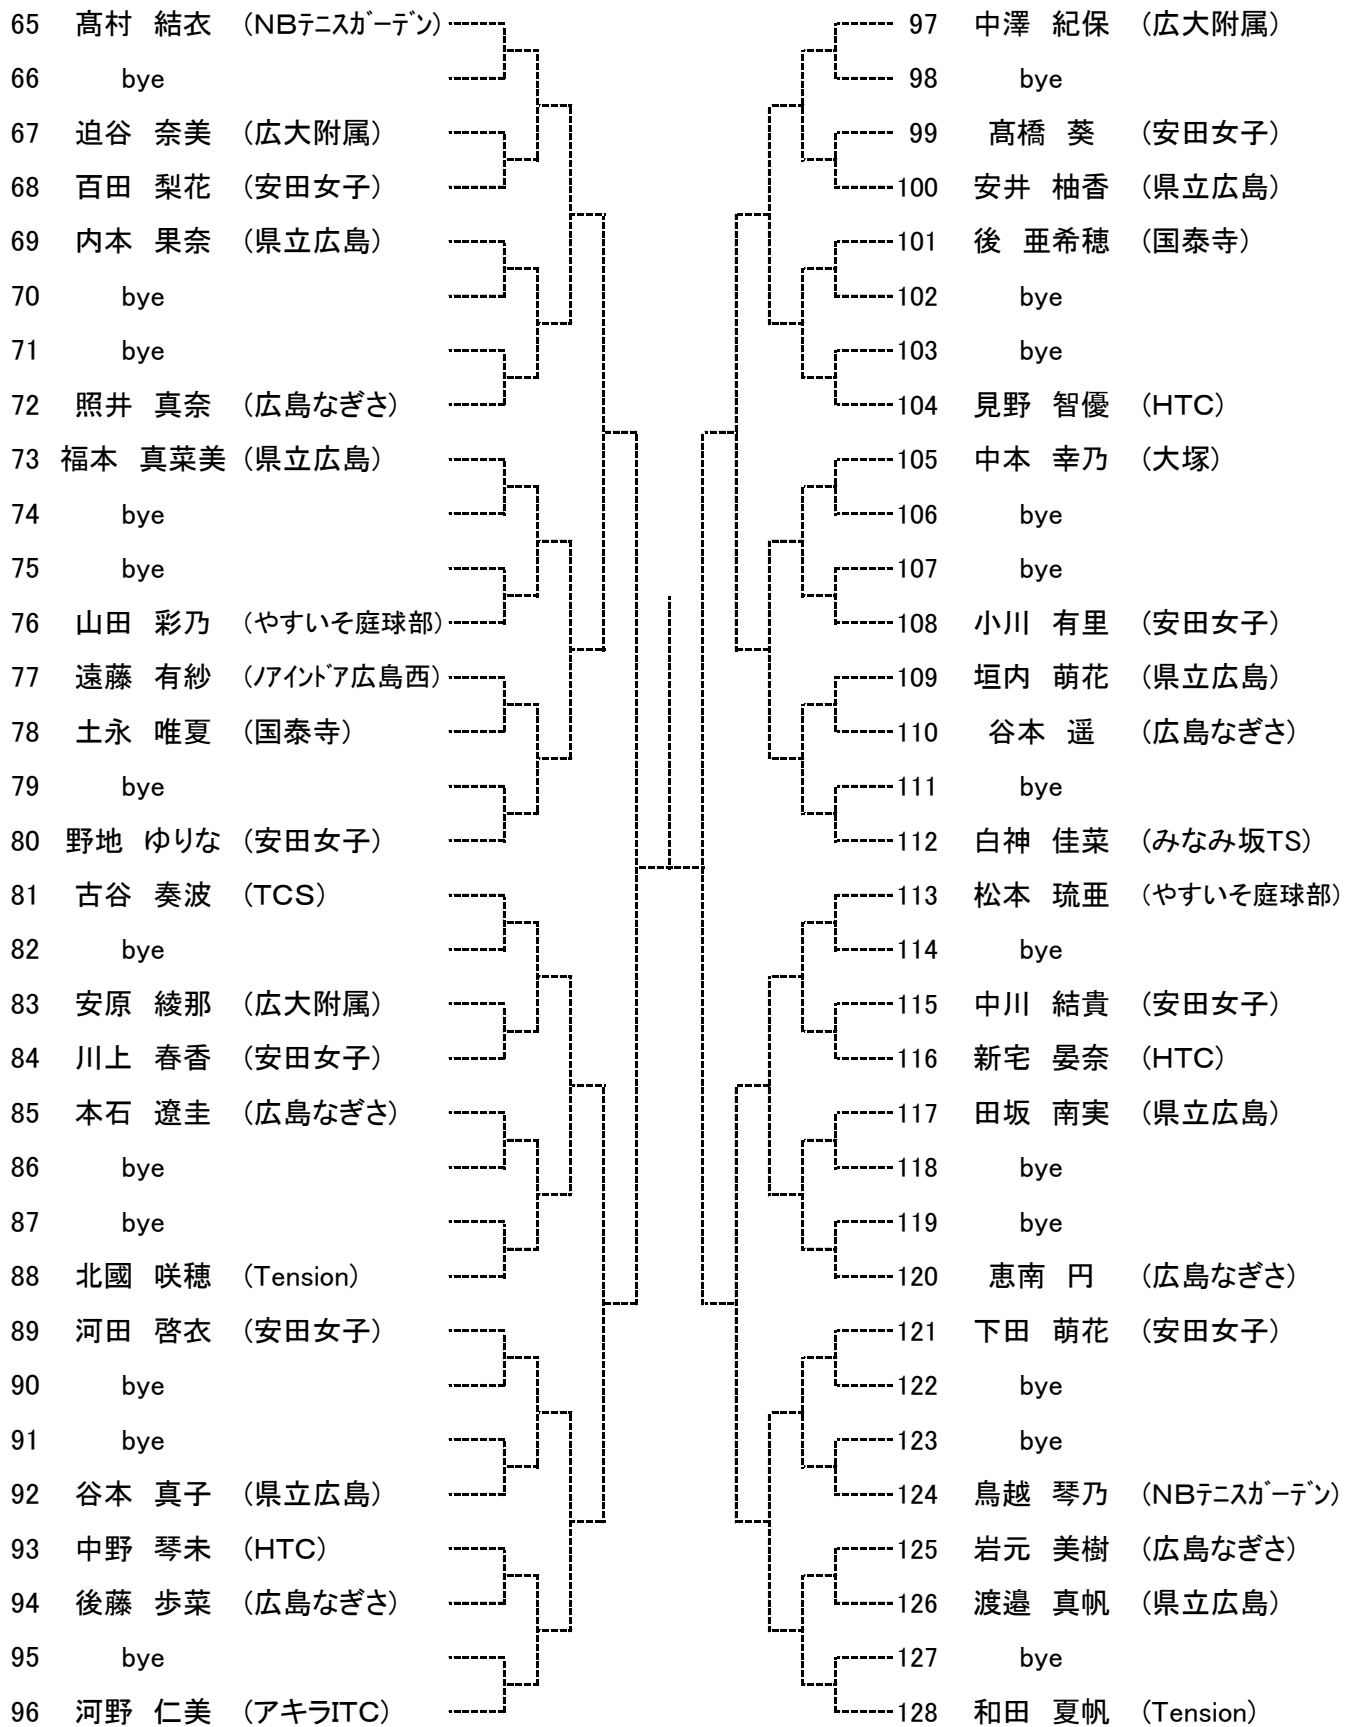 65 髙村 結衣 (NBテニスガーデン)
66 bye
67 迫谷 奈美 (広大附属)
68 百田 梨花 (安田女子)
69 内本 果奈 (県立広島)
70 bye
71 bye
72 照井 真奈 (広島なぎさ)
73 福本 真菜美 (県立広島)
74 bye
75 bye
76 山田 彩乃 (やすいそ庭球部)
77 遠藤 有紗 (ノアインドア広島西)
78 土永 唯夏 (国泰寺)
79 bye
80 野地 ゆりな (安田女子)
81 古谷 奏波 (TCS)
82 bye
83 安原 綾那 (広大附属)
84 川上 春香 (安田女子)
85 本石 遼圭 (広島なぎさ)
86 bye
87 bye
88 北國 咲穂 (Tension)
89 河田 啓衣 (安田女子)
90 bye
91 bye
92 谷本 真子 (県立広島)
93 中野 琴未 (HTC)
94 後藤 歩菜 (広島なぎさ)
95 bye
96 河野 仁美 (アキラITC)
97 中澤 紀保 (広大附属)
98 bye
99 髙橋 葵 (安田女子)
100 安井 柚香 (県立広島)
101 後 亜希穂 (国泰寺)
102 bye
103 bye
104 見野 智優 (HTC)
105 中本 幸乃 (大塚)
106 bye
107 bye
108 小川 有里 (安田女子)
109 垣内 萌花 (県立広島)
110 谷本 遥 (広島なぎさ)
111 bye
112 白神 佳菜 (みなみ坂TS)
113 松本 琉亜 (やすいそ庭球部)
114 bye
115 中川 結貴 (安田女子)
116 新宅 晏奈 (HTC)
117 田坂 南実 (県立広島)
118 bye
119 bye
120 恵南 円 (広島なぎさ)
121 下田 萌花 (安田女子)
122 bye
123 bye
124 鳥越 琴乃 (NBテニスガーデン)
125 岩元 美樹 (広島なぎさ)
126 渡邉 真帆 (県立広島)
127 bye
128 和田 夏帆 (Tension)